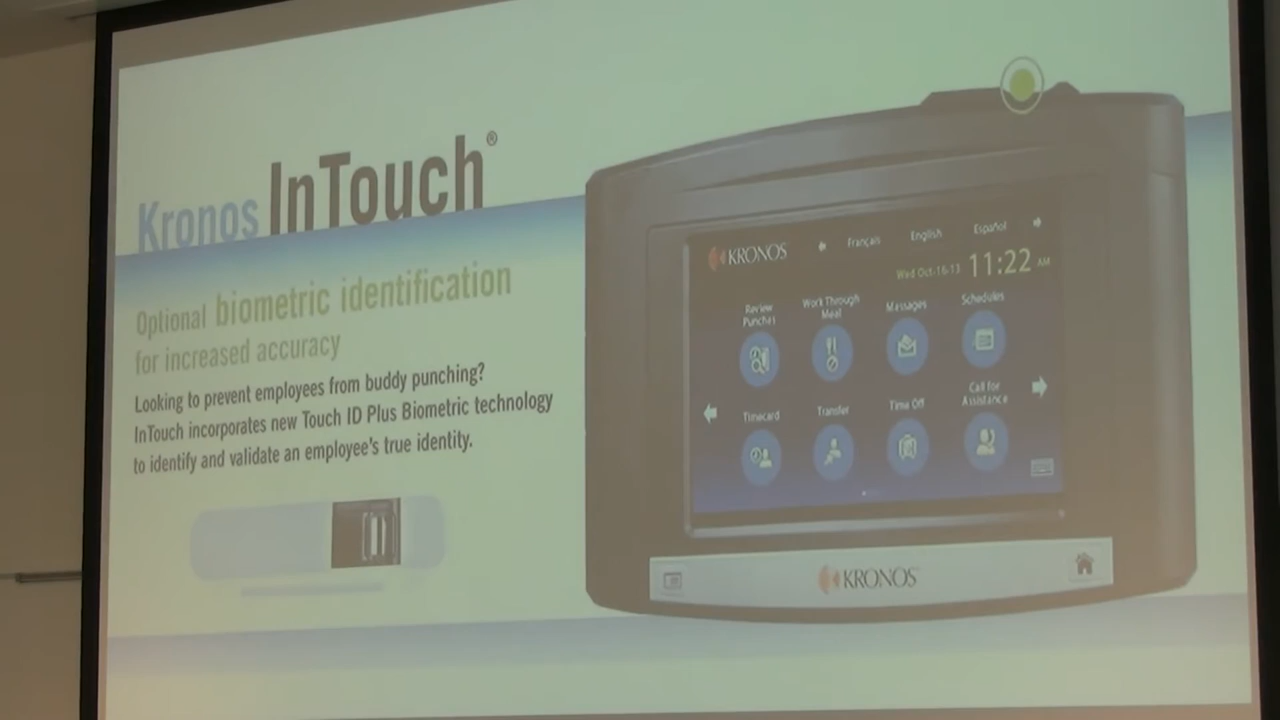 Kronos InTouch®
Optional biometric identification
for increased accuracy
Looking to prevent employees from buddy punching?
InTouch incorporates new Touch ID Plus Biometric technology
to identify and validate an employee's true identity.
KRONOS
Français English Español
Wed Oct-16-13 11:22 AM
Review Punches
Work Through Meal
Messages
Schedules
Timecard
Transfer
Time Off
Call for Assistance
KRONOS